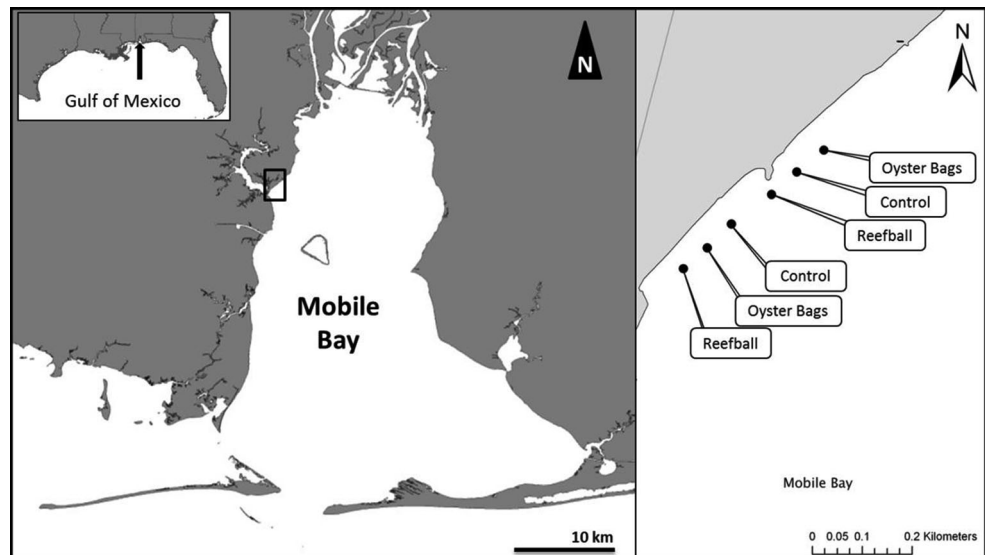 Gulf of Mexico
N
Mobile
Bay
10 km
N
Oyster Bags
Control
Reefball
Control
Oyster Bags
Reefball
Mobile Bay
0 0.05 0.1 0.2 Kilometers